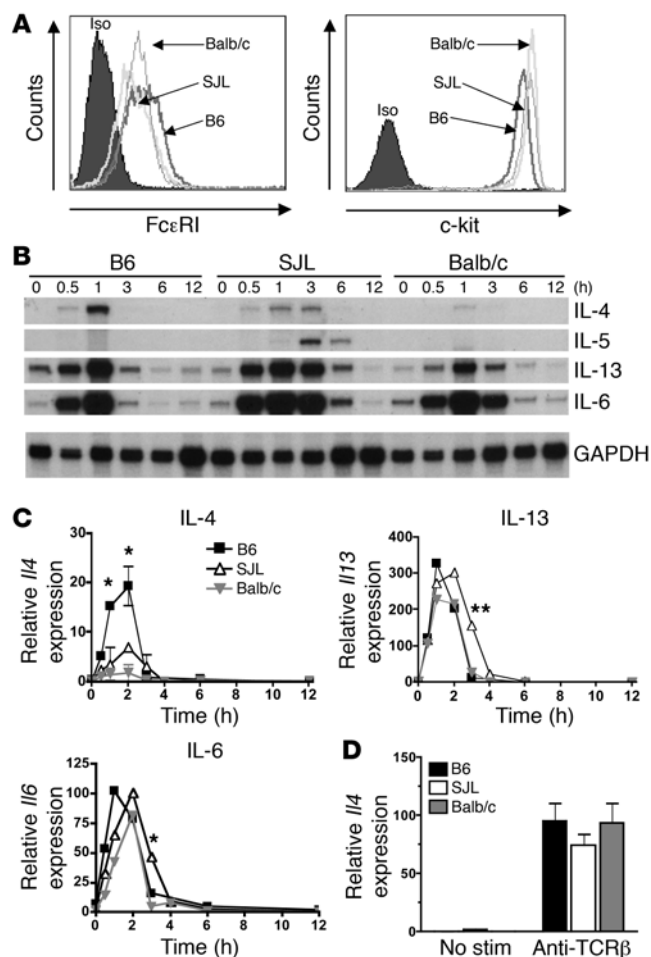 A
Iso
Balb/c
SJL
B6
Counts
FcεRI
Balb/c
SJL
B6
Iso
Counts
c-kit
B
B6 SJL Balb/c
0 0.5 1 3 6 12 0 0.5 1 3 6 12 0 0.5 1 3 6 12 (h)
IL-4
IL-5
IL-13
IL-6
GAPDH
C
IL-4
Relative Il4
expression
30
20
10
0
* *
B6
SJL
Balb/c
0 2 4 6 8 10 12
Time (h)
IL-13
Relative Il13
expression
400
300
200
100
0
**
0 2 4 6 8 10 12
Time (h)
IL-6
Relative Il6
expression
125
100
75
50
25
0
*
0 2 4 6 8 10 12
Time (h)
D
B6
SJL
Balb/c
Relative Il4
expression
150
100
50
0
No stim Anti-TCRβ